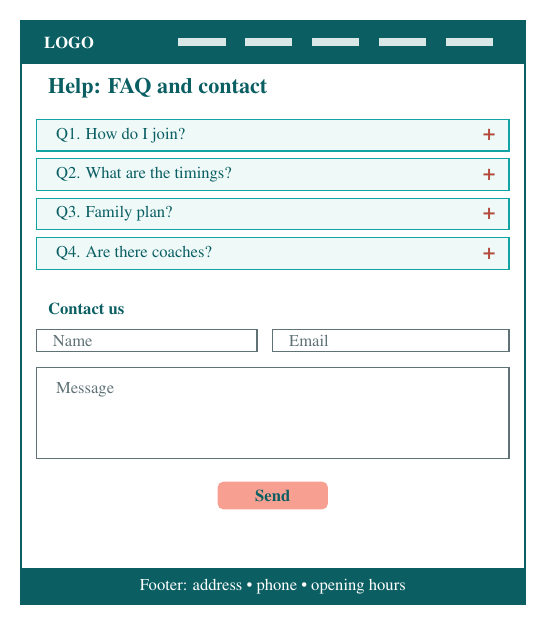 LOGO
Help: FAQ and contact
Q1. How do I join? +
Q2. What are the timings? +
Q3. Family plan? +
Q4. Are there coaches? +
Contact us
Name Email
Message
Send
Footer: address • phone • opening hours